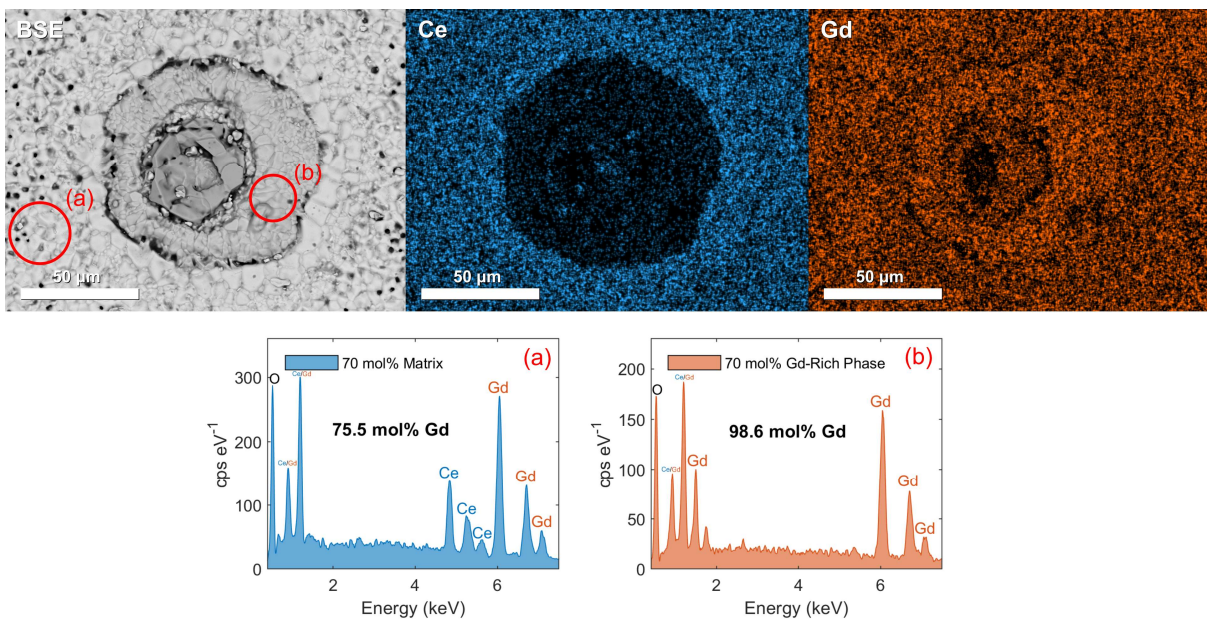 BSE
Ce
Gd
(a)
(b)
50 µm
50 µm
50 µm
70 mol% Matrix
(a)
O
Ce/Gd
Ce/Gd
75.5 mol% Gd
Ce
Ce
Ce
Gd
Gd
Gd
300
200
100
0
cps eV⁻¹
2
4
6
Energy (keV)
70 mol% Gd-Rich Phase
(b)
O
Ce/Gd
Ce/Gd
Gd
98.6 mol% Gd
Gd
Gd
Gd
200
150
100
50
0
cps eV⁻¹
2
4
6
Energy (keV)